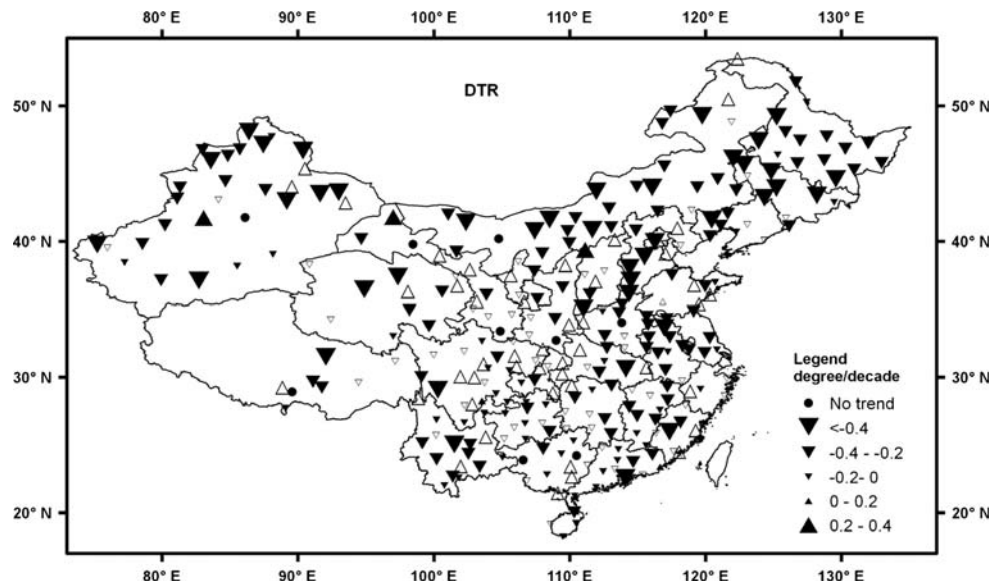 80° E 90° E 100° E 110° E 120° E 130° E
DTR
50° N 50° N
40° N 40° N
30° N 30° N
20° N 20° N
Legend
degree/decade
No trend
<-0.4
-0.4 - -0.2
-0.2- 0
0 - 0.2
0.2 - 0.4
80° E 90° E 100° E 110° E 120° E 130° E